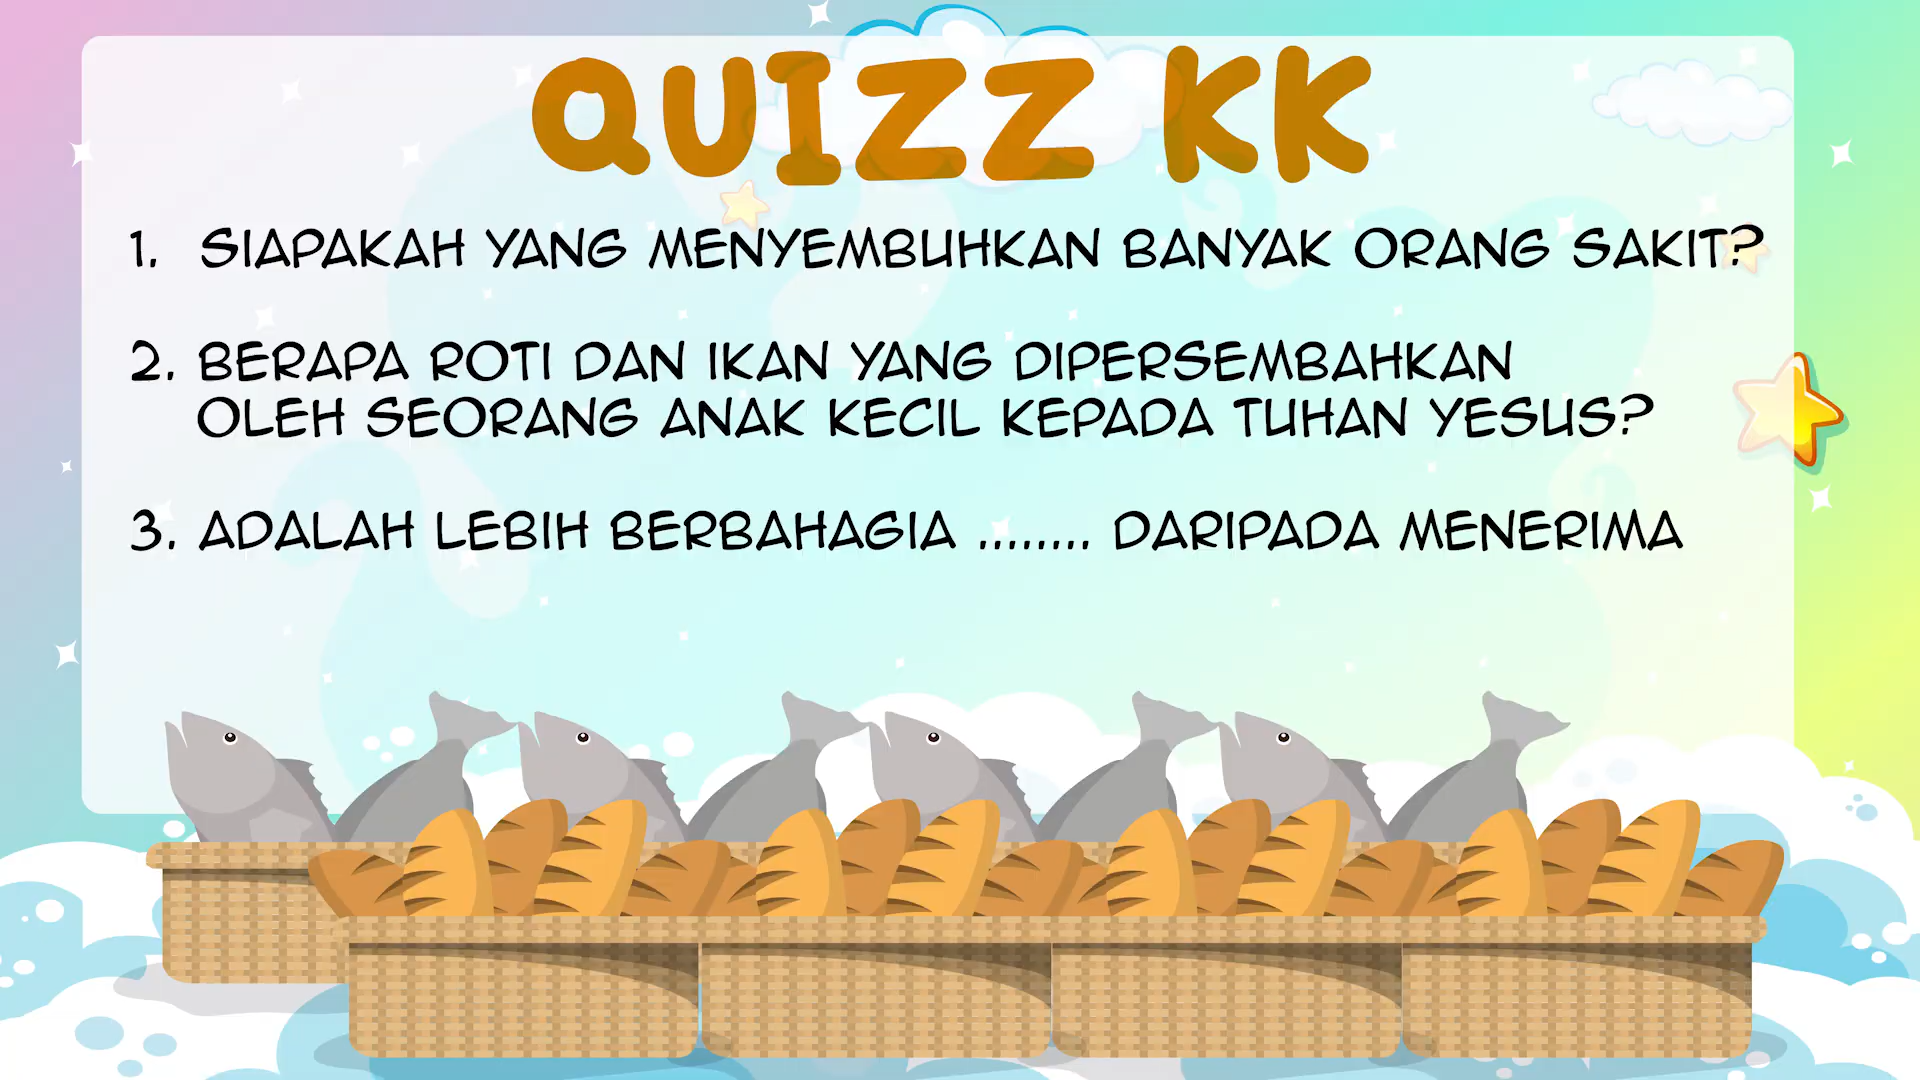 QUIZZ KK
1. SIAPAKAH YANG MENYEMBUHKAN BANYAK ORANG SAKIT?
2. BERAPA ROTI DAN IKAN YANG DIPERSEMBAHKAN
OLEH SEORANG ANAK KECIL KEPADA TUHAN YESUS?
3. ADALAH LEBIH BERBAHAGIA ........ DARIPADA MENERIMA